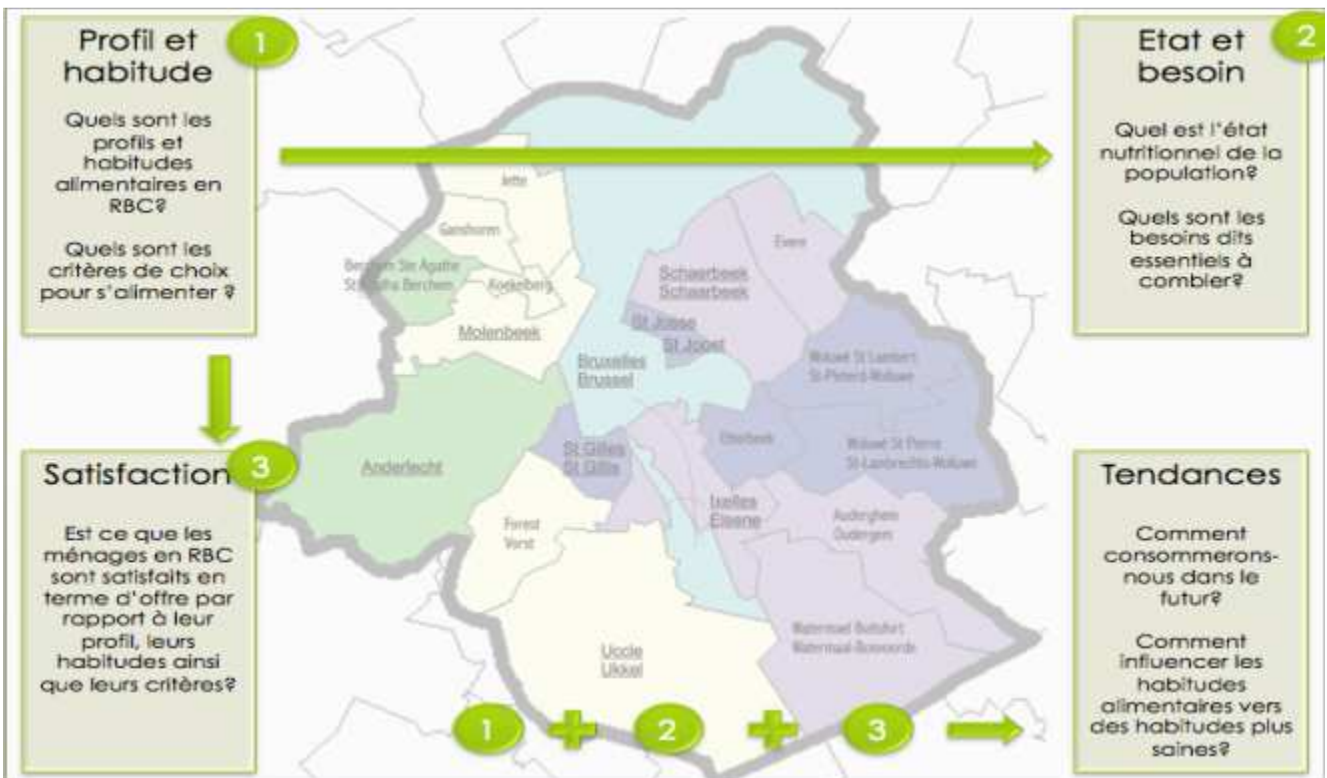 Profil et
habitude
1
Quels sont les
profils et
habitudes
alimentaires en
RBC?
Quels sont les
critères de choix
pour s'alimenter ?
Etat et
besoin
2
Quel est l'état
nutritionnel de la
population?
Quels sont les
besoins dits
essentiels à
combler?
Jette
Ganshoren
Berchem Ste Agathe
Berchem
Koekelberg
Molenbeek
Evere
Schaerbeek
Schaarbeek
St Josse
St Joost
Bruxelles
Brussel
Woluwe St Lambert
St-Pieters-Woluwe
Etterbeek
Woluwe St Pierre
St-Lambrechts-Woluwe
Anderlecht
St Gilles
St Gillis
Ixelles
Elsene
Forest
Vorst
Auderghem
Oudergem
Watermael Boitsfort
Watermaal-Bosvoorde
Uccle
Ukkel
Satisfaction
3
Est ce que les
ménages en RBC
sont satisfaits en
terme d'offre par
rapport à leur
profil, leurs
habitudes ainsi
que leurs critères?
Tendances
Comment
consommerons-
nous dans le
futur?
Comment
influencer les
habitudes
alimentaires vers
des habitudes plus
saines?
1 + 2 + 3